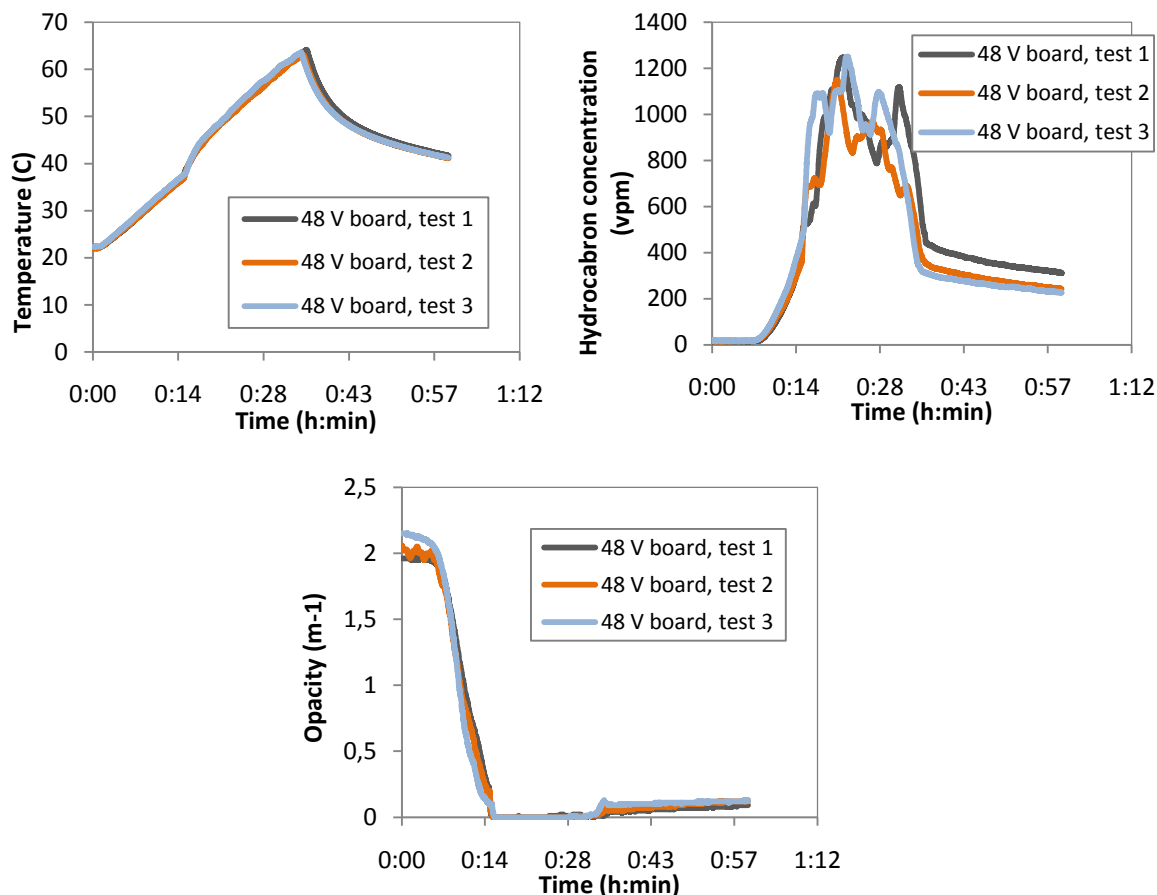 70
60
50
40
30
20
10
0
Temperature (C)
0:00 0:14 0:28 0:43 0:57 1:12
Time (h:min)
48 V board, test 1
48 V board, test 2
48 V board, test 3
1400
1200
1000
800
600
400
200
0
Hydrocabron concentration
(vpm)
0:00 0:14 0:28 0:43 0:57 1:12
Time (h:min)
48 V board, test 1
48 V board, test 2
48 V board, test 3
2,5
2
1,5
1
0,5
0
Opacity (m-1)
0:00 0:14 0:28 0:43 0:57 1:12
Time (h:min)
48 V board, test 1
48 V board, test 2
48 V board, test 3